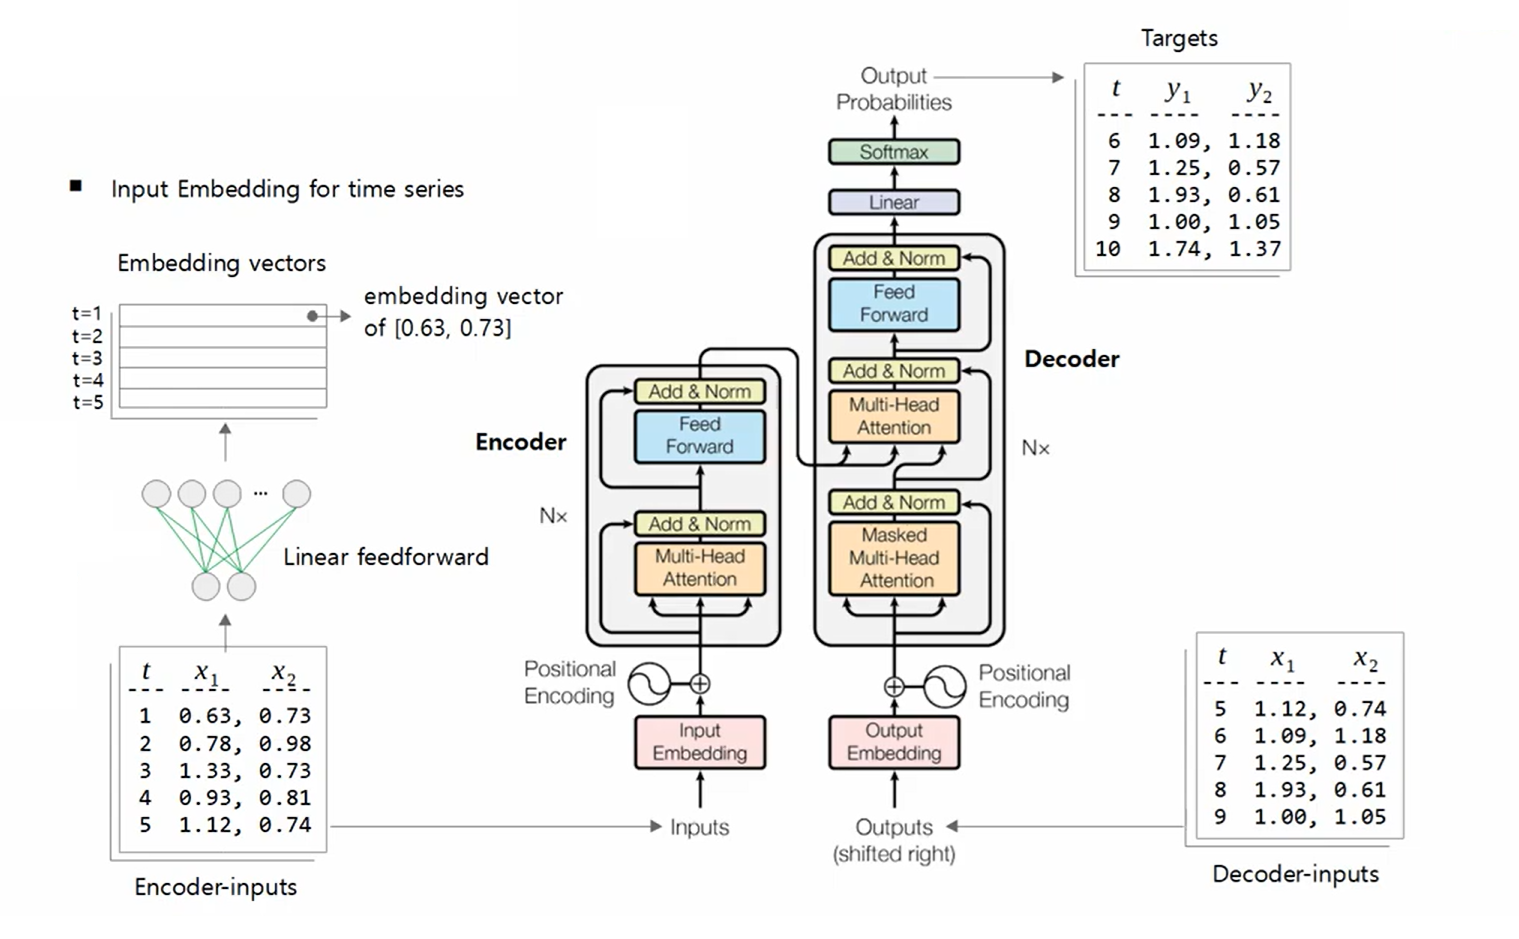 ■ Input Embedding for time series
Embedding vectors
t=1
t=2
t=3
t=4
t=5
embedding vector
of [0.63, 0.73]
...
Linear feedforward
t x1 x2
--- ---- ----
1 0.63, 0.73
2 0.78, 0.98
3 1.33, 0.73
4 0.93, 0.81
5 1.12, 0.74
Encoder-inputs
Encoder
Nx
Add & Norm
Feed
Forward
Add & Norm
Multi-Head
Attention
Positional
Encoding
Input
Embedding
Inputs
Output
Probabilities
Softmax
Linear
Add & Norm
Feed
Forward
Add & Norm
Multi-Head
Attention
Add & Norm
Masked
Multi-Head
Attention
Decoder
Nx
Positional
Encoding
Output
Embedding
Outputs
(shifted right)
Targets
t y1 y2
--- ---- ----
6 1.09, 1.18
7 1.25, 0.57
8 1.93, 0.61
9 1.00, 1.05
10 1.74, 1.37
t x1 x2
--- ---- ----
5 1.12, 0.74
6 1.09, 1.18
7 1.25, 0.57
8 1.93, 0.61
9 1.00, 1.05
Decoder-inputs